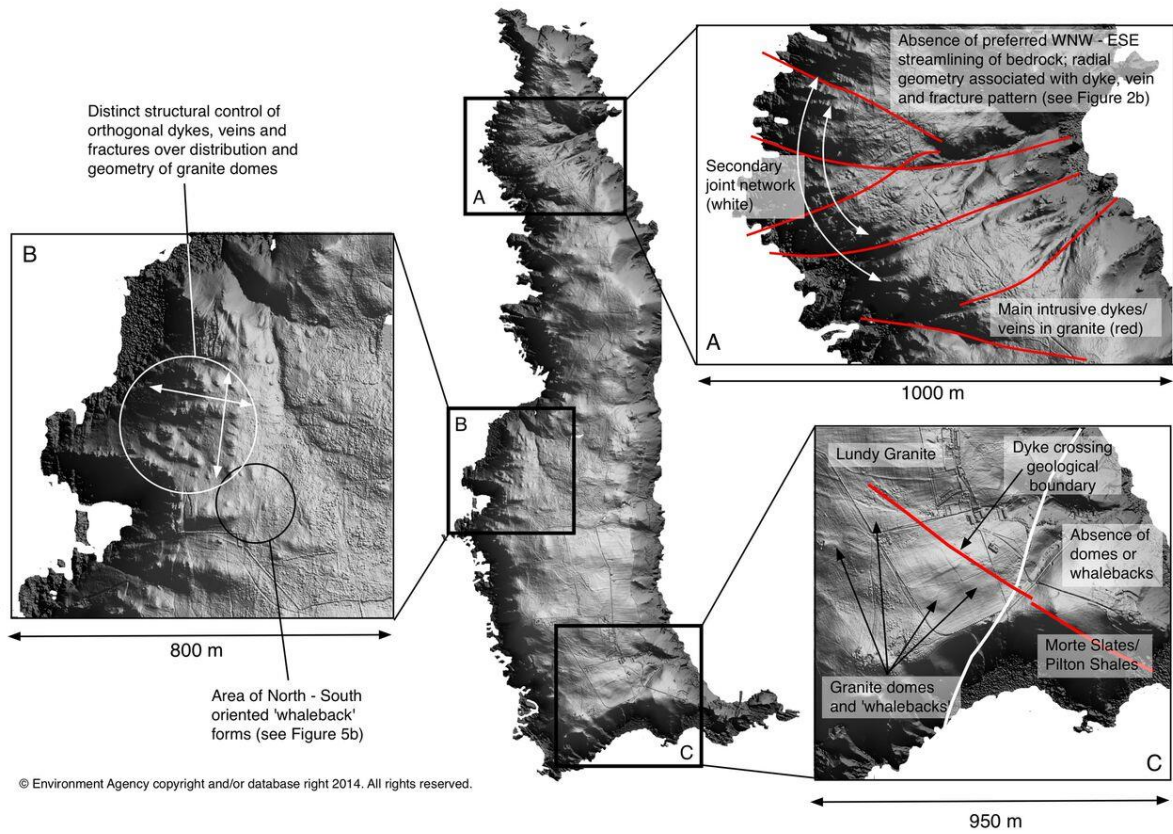 Distinct structural control of
orthogonal dykes, veins and
fractures over distribution and
geometry of granite domes
B
800 m
Area of North - South
oriented 'whaleback'
forms (see Figure 5b)
© Environment Agency copyright and/or database right 2014. All rights reserved.
A
B
C
Absence of preferred WNW - ESE
streamlining of bedrock; radial
geometry associated with dyke, vein
and fracture pattern (see Figure 2b)
Secondary
joint network
(white)
Main intrusive dykes/
veins in granite (red)
A
1000 m
Lundy Granite
Dyke crossing
geological
boundary
Absence of
domes or
whalebacks
Morte Slates/
Pilton Shales
Granite domes
and 'whalebacks'
C
950 m